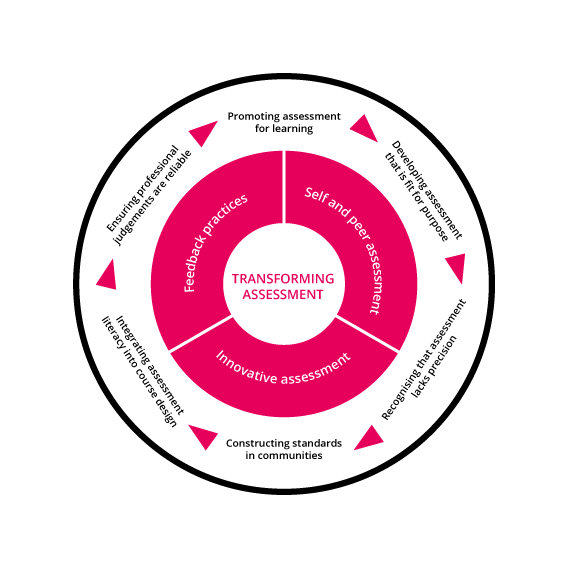 Promoting assessment
for learning
Developing assessment
that is fit for purpose
Recognising that assessment
lacks precision
Constructing standards
in communities
Integrating assessment
literacy into course design
Ensuring professional
judgements are reliable
Feedback practices
Self and peer assessment
Innovative assessment
TRANSFORMING
ASSESSMENT